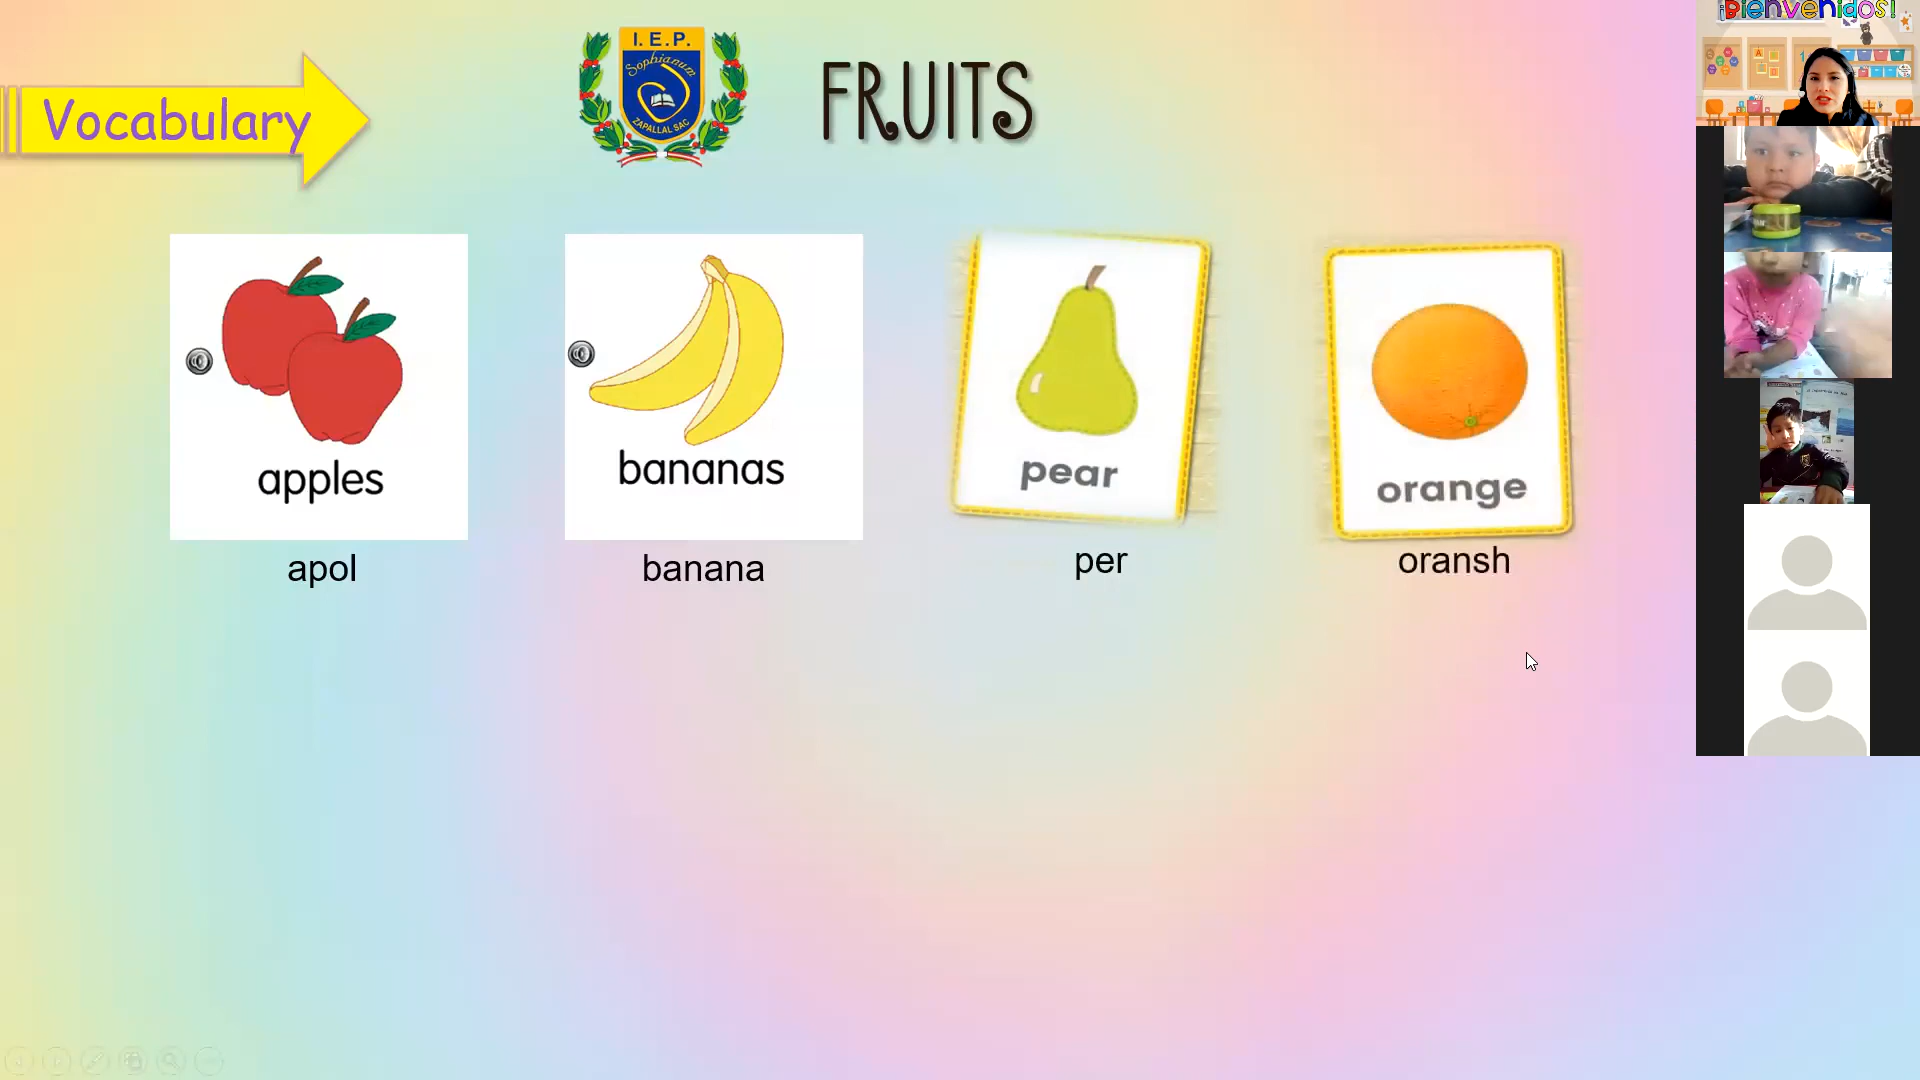 ¡Bienvenidos!
I.E.P.
Sophianum
ZAPALLAL SAC
FRUITS
Vocabulary
apples
bananas
pear
orange
apol
banana
per
oransh